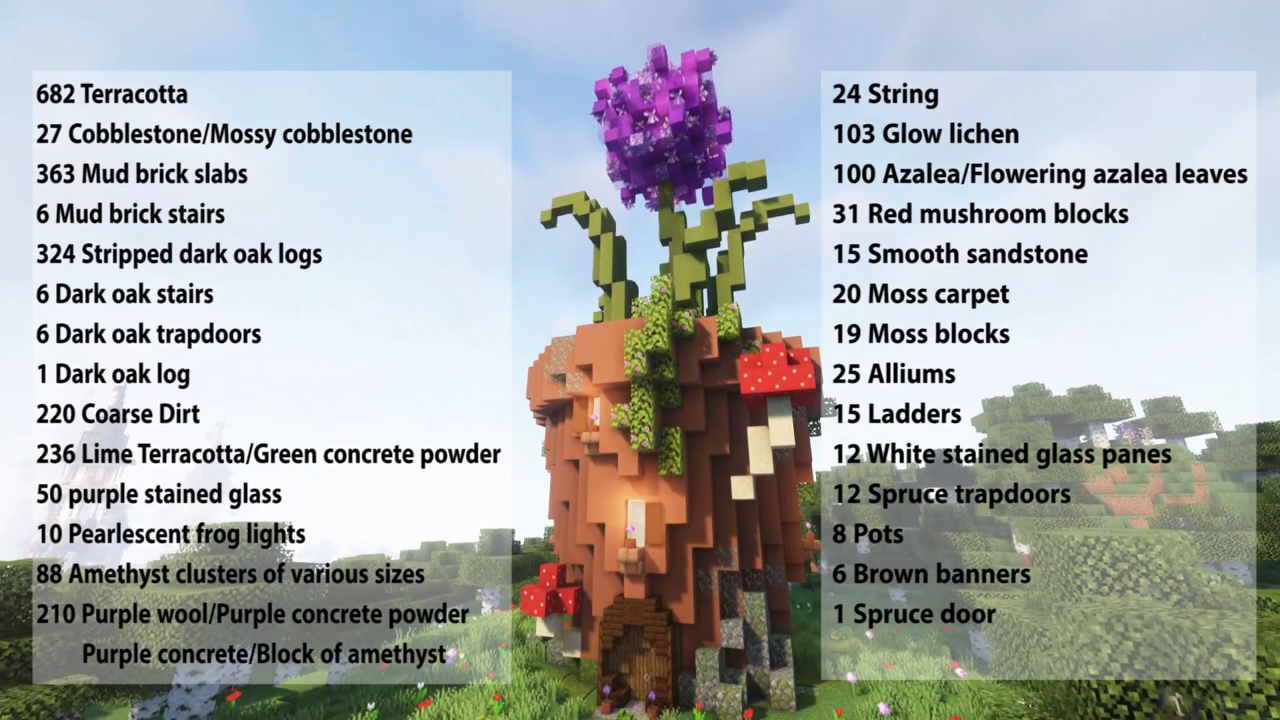 682 Terracotta
27 Cobblestone/Mossy cobblestone
363 Mud brick slabs
6 Mud brick stairs
324 Stripped dark oak logs
6 Dark oak stairs
6 Dark oak trapdoors
1 Dark oak log
220 Coarse Dirt
236 Lime Terracotta/Green concrete powder
50 purple stained glass
10 Pearlescent frog lights
88 Amethyst clusters of various sizes
210 Purple wool/Purple concrete powder
Purple concrete/Block of amethyst
24 String
103 Glow lichen
100 Azalea/Flowering azalea leaves
31 Red mushroom blocks
15 Smooth sandstone
20 Moss carpet
19 Moss blocks
25 Alliums
15 Ladders
12 White stained glass panes
12 Spruce trapdoors
8 Pots
6 Brown banners
1 Spruce door